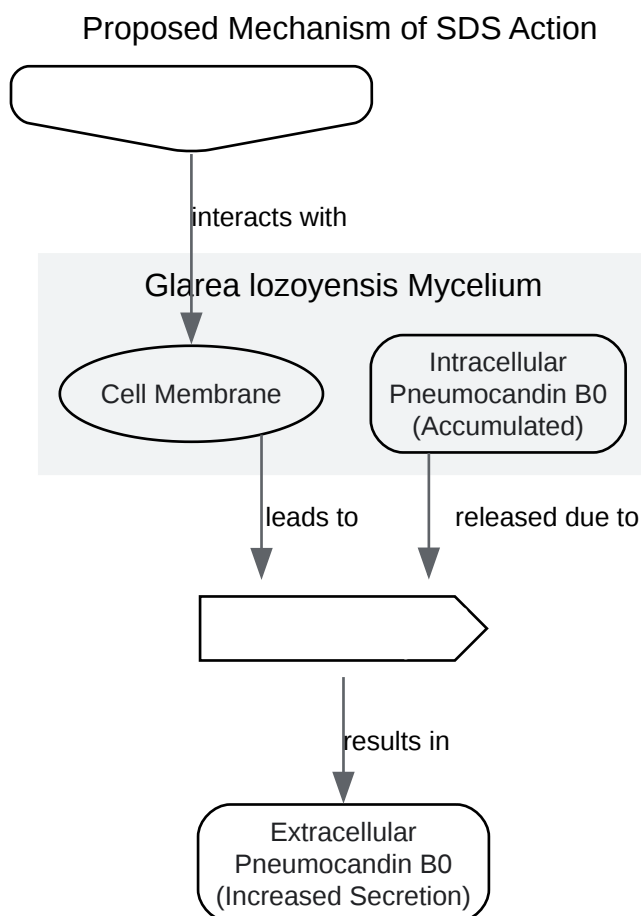 Proposed Mechanism of SDS Action
interacts with
Glarea lozoyensis Mycelium
Cell Membrane
Intracellular
Pneumocandin B0
(Accumulated)
leads to
released due to
results in
Extracellular
Pneumocandin B0
(Increased Secretion)